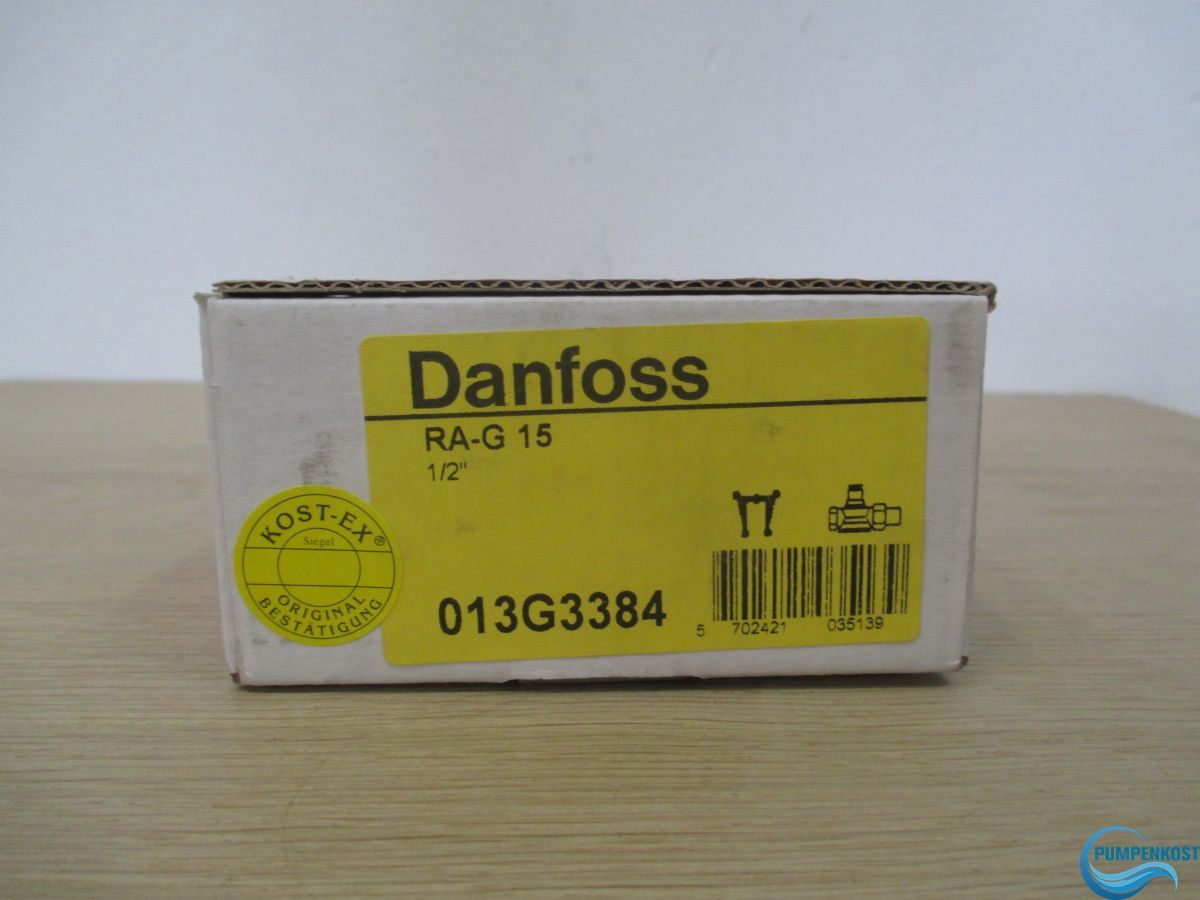 Danfoss
RA-G 15
1/2"
013G3384
5 702421 035139
KOST-EX®
Siegel
ORIGINAL
BESTÄTIGUNG
PUMPENKOST